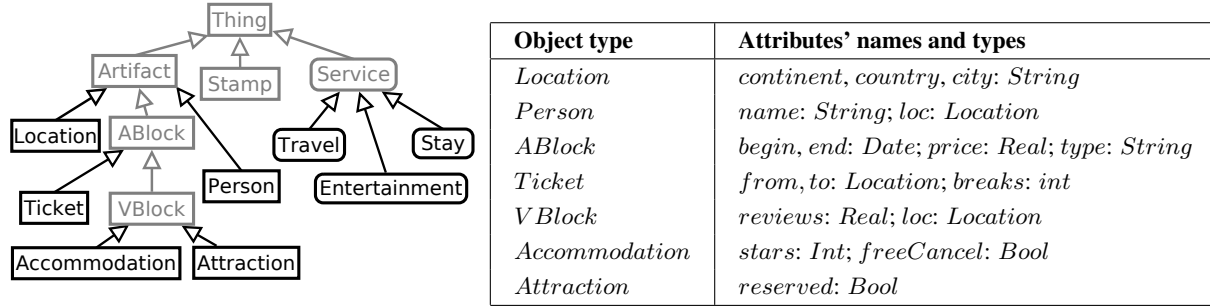 Thing
Artifact
Stamp
Service
Location
ABlock
Travel
Stay
Person
Entertainment
Ticket
VBlock
Accommodation
Attraction
Object type Attributes' names and types
Location continent, country, city: String
Person name: String; loc: Location
ABlock begin, end: Date; price: Real; type: String
Ticket from, to: Location; breaks: int
VBlock reviews: Real; loc: Location
Accommodation stars: Int; freeCancel: Bool
Attraction reserved: Bool